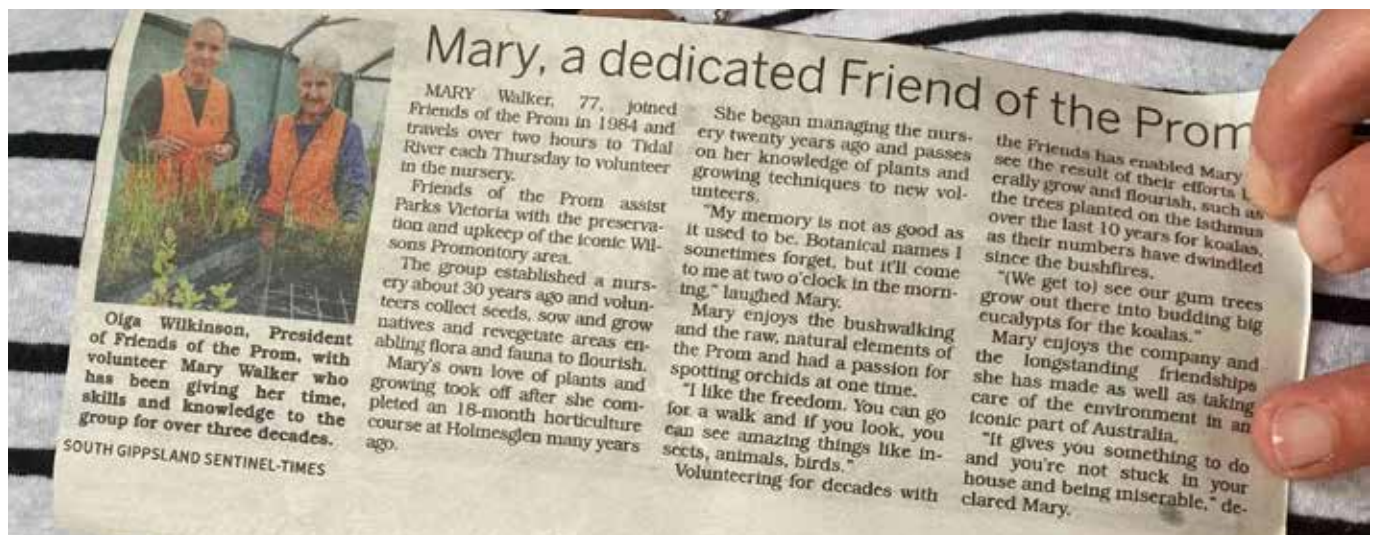 Mary, a dedicated Friend of the Prom
MARY Walker, 77, joined
Friends of the Prom in 1984 and
travels over two hours to Tidal
River each Thursday to volunteer
in the nursery.
Friends of the Prom assist
Parks Victoria with the preserva-
tion and upkeep of the iconic Wil-
sons Promontory area.
The group established a nurs-
ery about 30 years ago and volun-
teers collect seeds, sow and grow
natives and revegetate areas en-
abling flora and fauna to flourish.
Mary's own love of plants and
growing took off after she com-
pleted an 18-month horticulture
course at Holmesglen many years
ago.
She began managing the nurs-
ery twenty years ago and passes
on her knowledge of plants and
growing techniques to new vol-
unteers.
"My memory is not as good as
it used to be. Botanical names I
sometimes forget, but it'll come
to me at two o'clock in the morn-
ing," laughed Mary.
Mary enjoys the bushwalking
and the raw, natural elements of
the Prom and had a passion for
spotting orchids at one time.
"I like the freedom. You can go
for a walk and if you look, you
can see amazing things like in-
sects, animals, birds."
Volunteering for decades with
the Friends has enabled Mary
see the result of their efforts
erally grow and flourish, such as
the trees planted on the isthmus
over the last 10 years for koalas,
as their numbers have dwindled
since the bushfires.
"(We get to) see our gum trees
grow out there into budding big
eucalypts for the koalas."
Mary enjoys the company and
the longstanding friendships
she has made as well as taking
care of the environment in an
iconic part of Australia.
"It gives you something to do
and you're not stuck in your
house and being miserable," de-
clared Mary.
Olga Wilkinson, President
of Friends of the Prom, with
volunteer Mary Walker who
has been giving her time,
skills and knowledge to the
group for over three decades.
SOUTH GIPPSLAND SENTINEL-TIMES